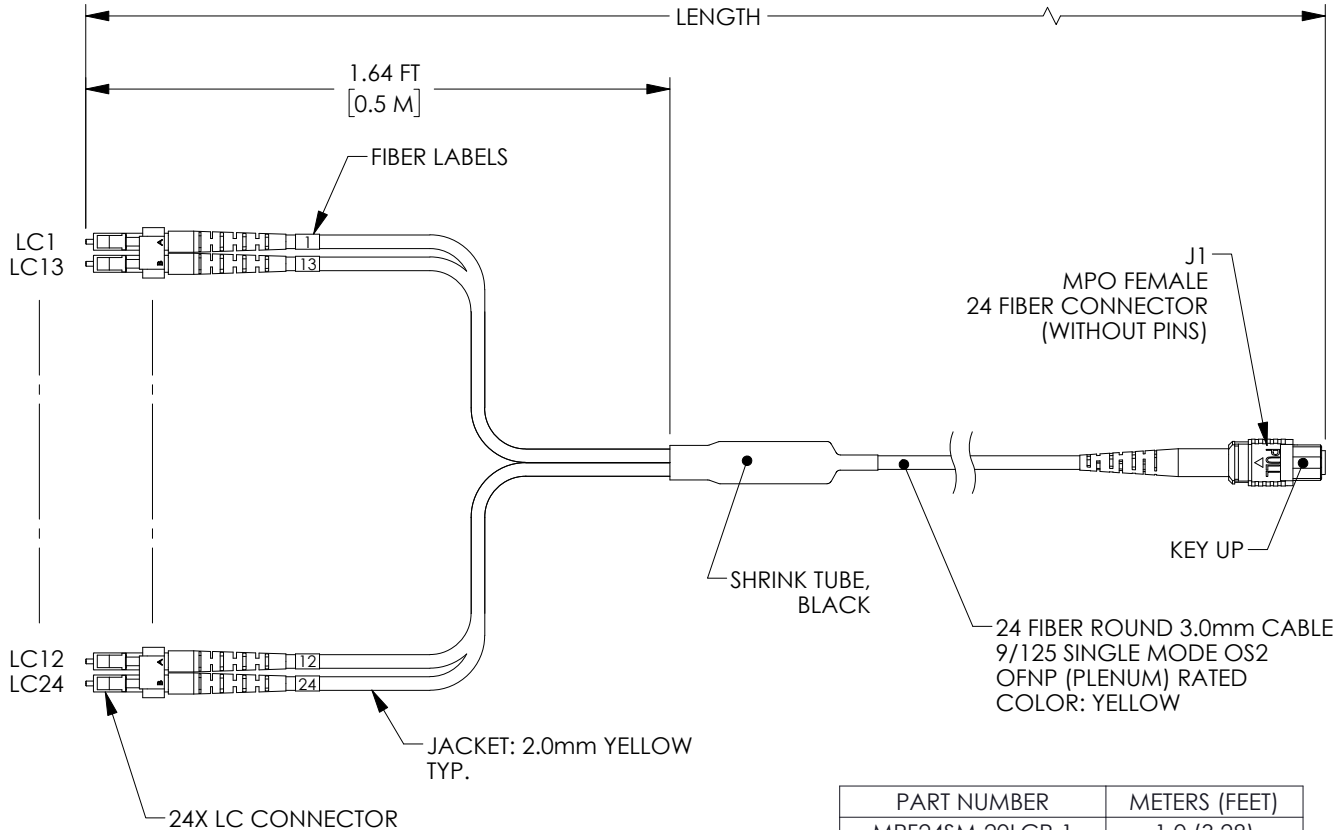 LENGTH
1.64 FT
[0.5 M]
FIBER LABELS
LC1
LC13
A
B
1
13
J1
MPO FEMALE
24 FIBER CONNECTOR
(WITHOUT PINS)
PULL
KEY UP
SHRINK TUBE,
BLACK
24 FIBER ROUND 3.0mm CABLE
9/125 SINGLE MODE OS2
OFNP (PLENUM) RATED
COLOR: YELLOW
LC12
LC24
A
B
12
24
JACKET: 2.0mm YELLOW
TYP.
24X LC CONNECTOR
PART NUMBER METERS (FEET)